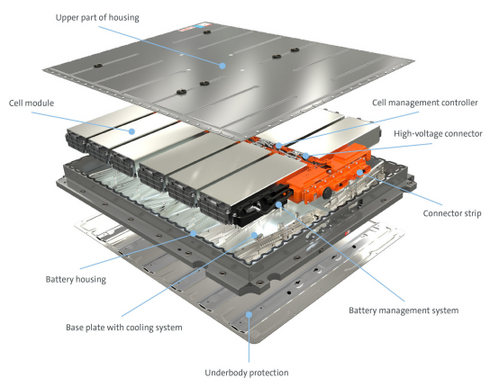 Upper part of housing
Cell module
Cell management controller
High-voltage connector
Connector strip
Battery housing
Battery management system
Base plate with cooling system
Underbody protection